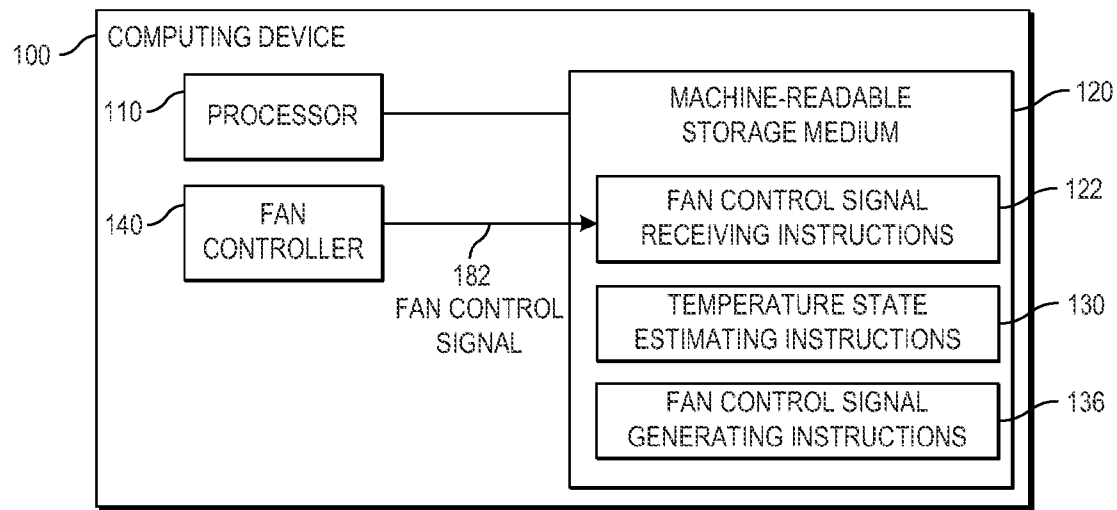 COMPUTING DEVICE
100
110
PROCESSOR
MACHINE-READABLE
STORAGE MEDIUM
120
140
FAN
CONTROLLER
182
FAN CONTROL
SIGNAL
FAN CONTROL SIGNAL
RECEIVING INSTRUCTIONS
122
TEMPERATURE STATE
ESTIMATING INSTRUCTIONS
130
FAN CONTROL SIGNAL
GENERATING INSTRUCTIONS
136